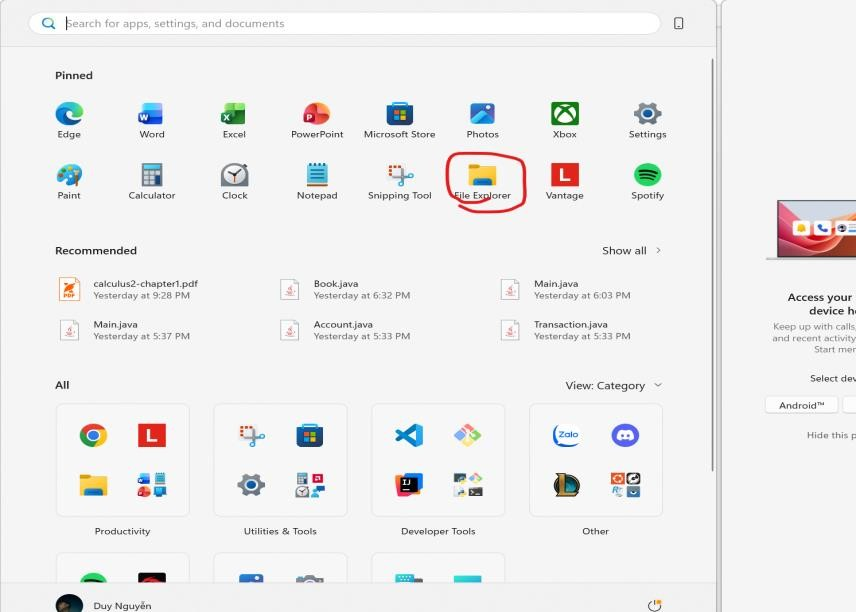 Search for apps, settings, and documents
Pinned
Edge Word Excel PowerPoint Microsoft Store Photos Xbox Settings
Paint Calculator Clock Notepad Snipping Tool File Explorer Vantage Spotify
Recommended Show all
calculus2-chapter1.pdf Book.java Main.java
Yesterday at 9:28 PM Yesterday at 6:32 PM Yesterday at 6:03 PM
Main.java Account.java Transaction.java
Yesterday at 5:37 PM Yesterday at 5:33 PM Yesterday at 5:33 PM
All View: Category
Zalo
Productivity Utilities & Tools Developer Tools Other
Duy Nguyễn
Access your
device
Keep up with calls,
and recent activity
Start
Select
Android™
Hide this